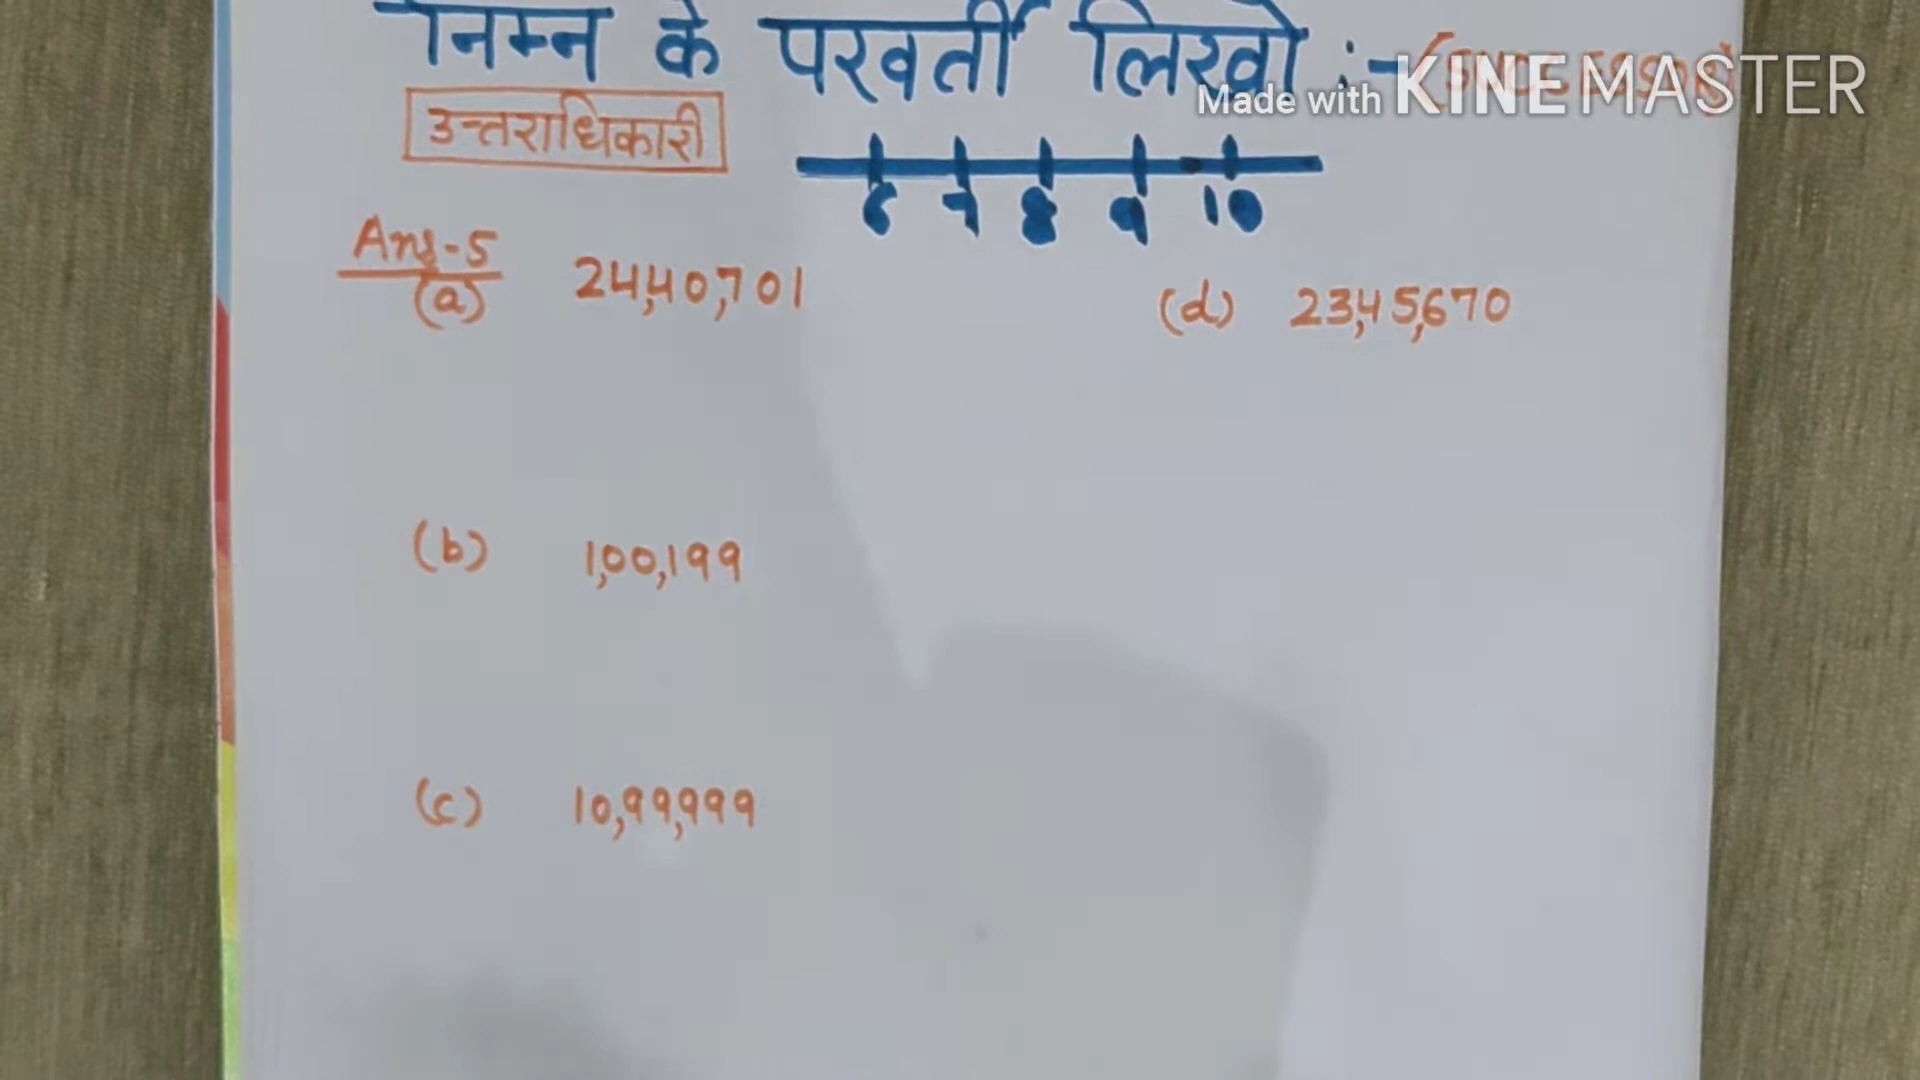 निम्न के परवर्ती लिखो :- (SUCCESSOR)
Made with KINEMASTER
उत्तराधिकारी
6 7 8 9 10
Ans-5
(a) 24,40,701
(d) 23,45,670
(b) 1,00,199
(c) 10,99,999